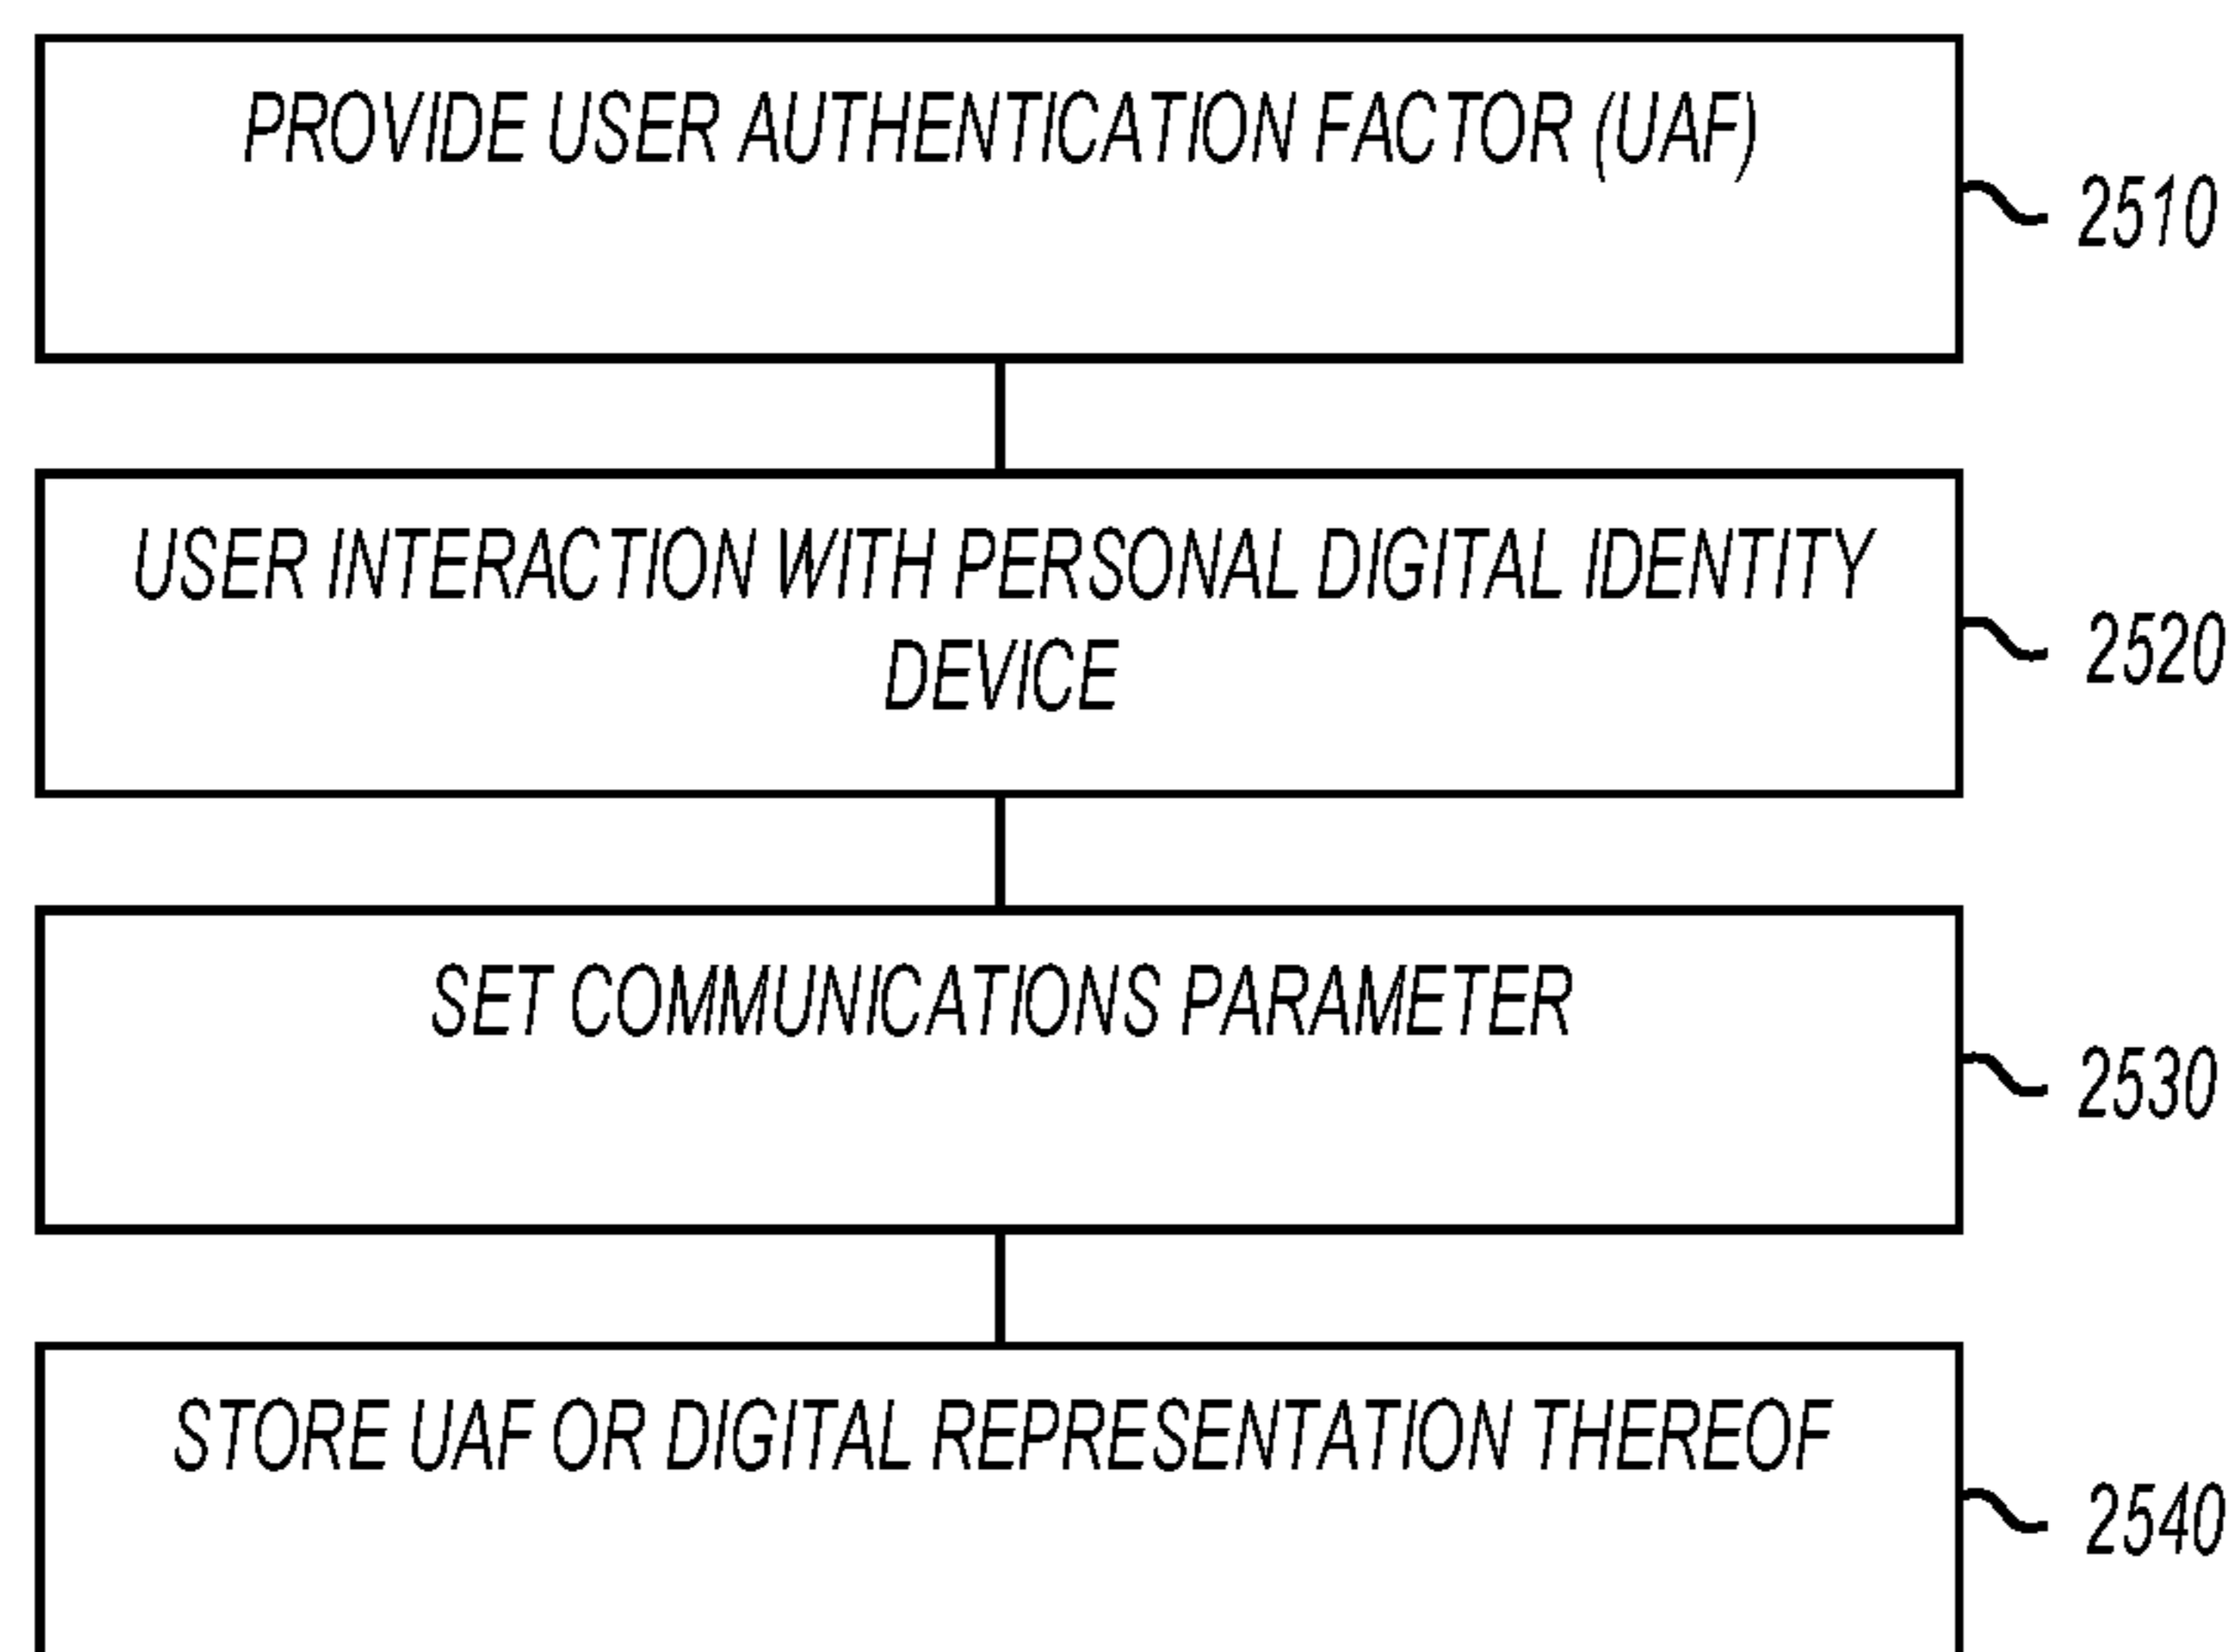 PROVIDE USER AUTHENTICATION FACTOR (UAF)
2510
USER INTERACTION WITH PERSONAL DIGITAL IDENTITY
DEVICE
2520
SET COMMUNICATIONS PARAMETER
2530
STORE UAF OR DIGITAL REPRESENTATION THEREOF
2540